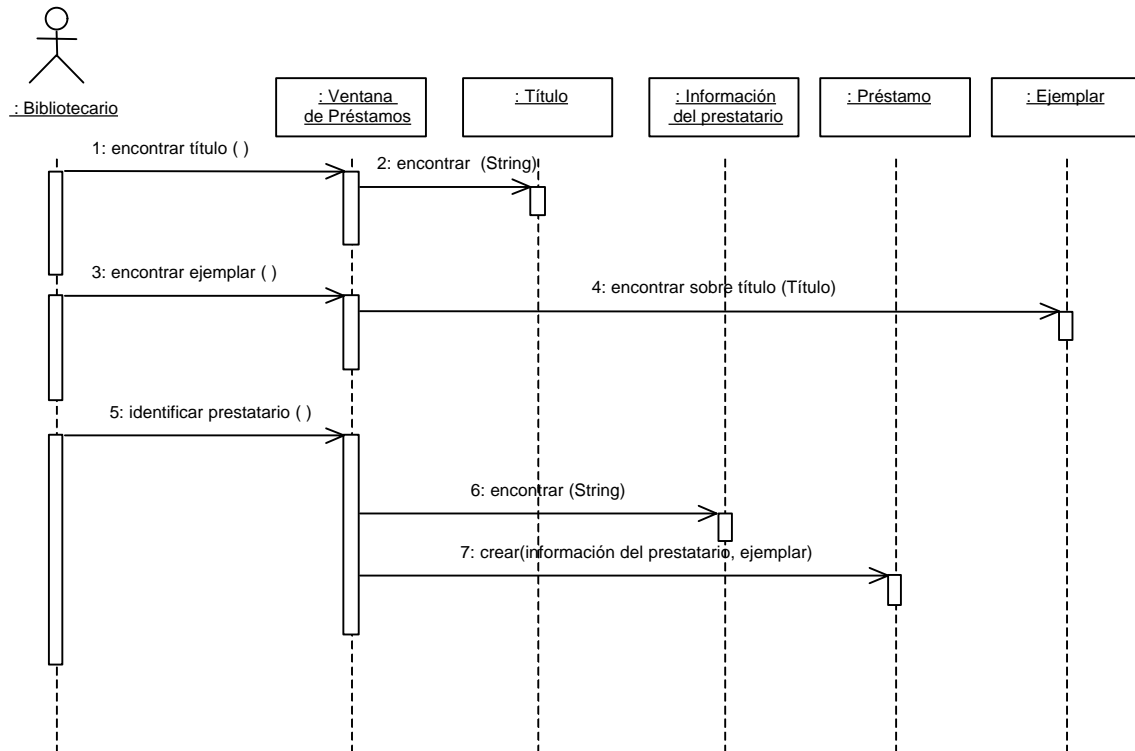 : Bibliotecario
: Ventana
de Préstamos
: Título
: Información
del prestatario
: Préstamo
: Ejemplar
1: encontrar título ( )
2: encontrar (String)
3: encontrar ejemplar ( )
4: encontrar sobre título (Título)
5: identificar prestatario ( )
6: encontrar (String)
7: crear(información del prestatario, ejemplar)